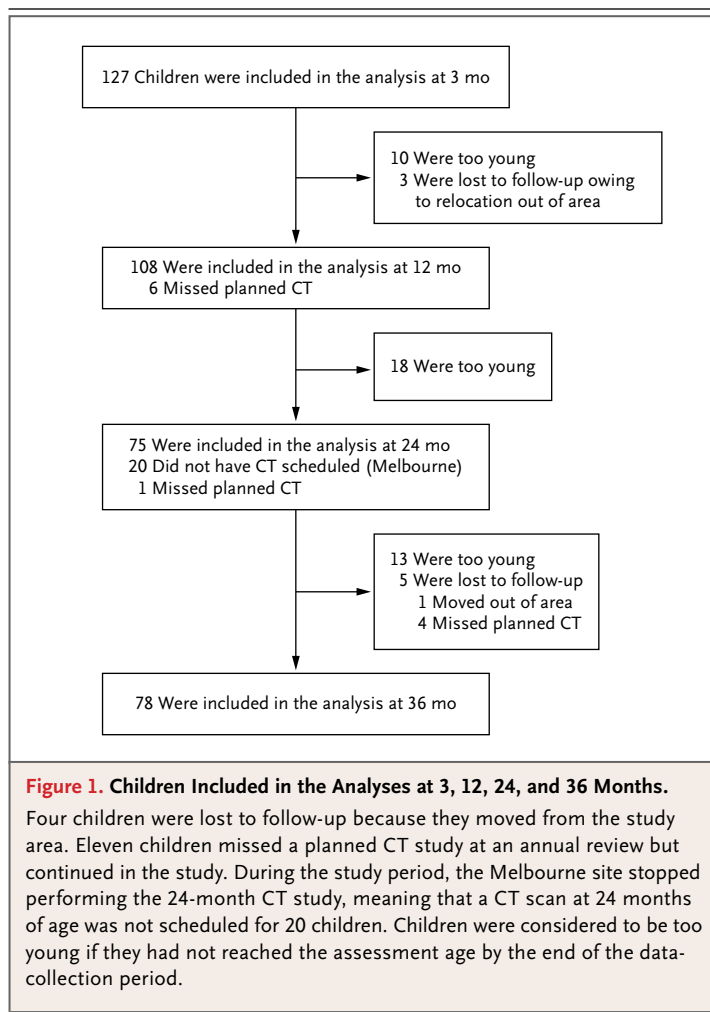 127 Children were included in the analysis at 3 mo
10 Were too young
3 Were lost to follow-up owing
to relocation out of area
108 Were included in the analysis at 12 mo
6 Missed planned CT
18 Were too young
75 Were included in the analysis at 24 mo
20 Did not have CT scheduled (Melbourne)
1 Missed planned CT
13 Were too young
5 Were lost to follow-up
1 Moved out of area
4 Missed planned CT
78 Were included in the analysis at 36 mo
Figure 1. Children Included in the Analyses at 3, 12, 24, and 36 Months.
Four children were lost to follow-up because they moved from the study
area. Eleven children missed a planned CT study at an annual review but
continued in the study. During the study period, the Melbourne site stopped
performing the 24-month CT study, meaning that a CT scan at 24 months
of age was not scheduled for 20 children. Children were considered to be too
young if they had not reached the assessment age by the end of the data-
collection period.